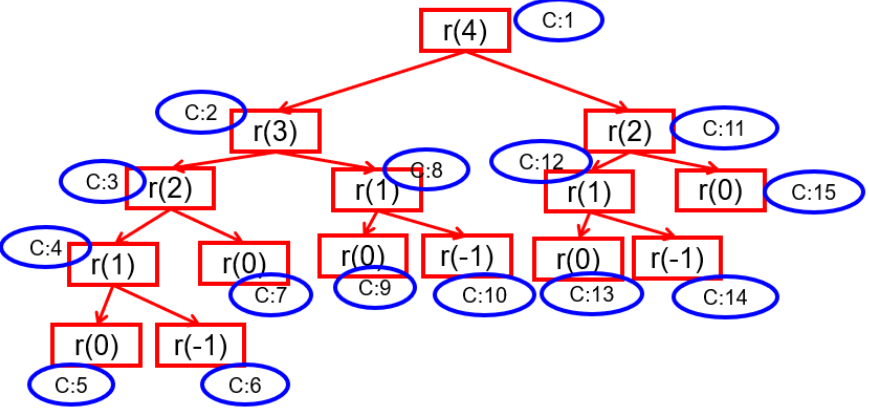 r(4) C:1
C:2 r(3) r(2) C:11
C:3 r(2) r(1) C:8 C:12 r(1) r(0) C:15
C:4 r(1) r(0) C:7 r(0) C:9 r(-1) C:10 r(0) C:13 r(-1) C:14
r(0) C:5 r(-1) C:6